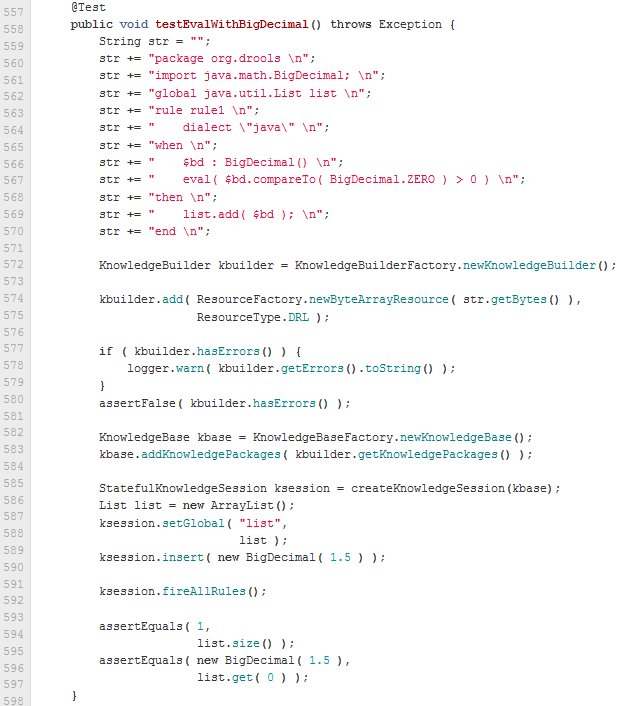 557 @Test
558 public void testEvalWithBigDecimal() throws Exception {
559 String str = "";
560 str += "package org.drools \n";
561 str += "import java.math.BigDecimal; \n";
562 str += "global java.util.List list \n";
563 str += "rule rule1 \n";
564 str += "    dialect \"java\" \n";
565 str += "when \n";
566 str += "    $bd : BigDecimal() \n";
567 str += "    eval( $bd.compareTo( BigDecimal.ZERO ) > 0 ) \n";
568 str += "then \n";
569 str += "    list.add( $bd ); \n";
570 str += "end \n";
571
572 KnowledgeBuilder kbuilder = KnowledgeBuilderFactory.newKnowledgeBuilder();
573
574 kbuilder.add( ResourceFactory.newByteArrayResource( str.getBytes() ),
575 ResourceType.DRL );
576
577 if ( kbuilder.hasErrors() ) {
578 logger.warn( kbuilder.getErrors().toString() );
579 }
580 assertFalse( kbuilder.hasErrors() );
581
582 KnowledgeBase kbase = KnowledgeBaseFactory.newKnowledgeBase();
583 kbase.addKnowledgePackages( kbuilder.getKnowledgePackages() );
584
585 StatefulKnowledgeSession ksession = createKnowledgeSession(kbase);
586 List list = new ArrayList();
587 ksession.setGlobal( "list",
588 list );
589 ksession.insert( new BigDecimal( 1.5 ) );
590
591 ksession.fireAllRules();
592
593 assertEquals( 1,
594 list.size() );
595 assertEquals( new BigDecimal( 1.5 ),
596 list.get( 0 ) );
597 }
598